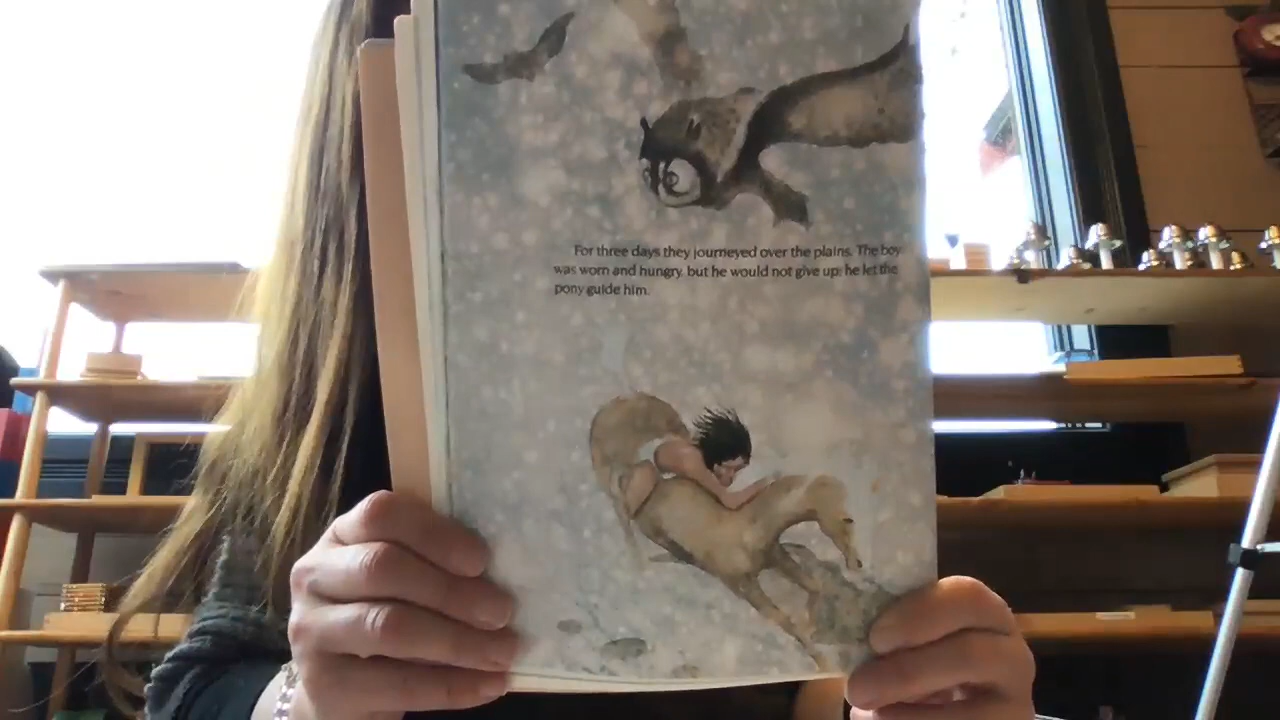 For three days they journeyed over the plains. The boy
was worn and hungry, but he would not give up; he let the
pony guide him.